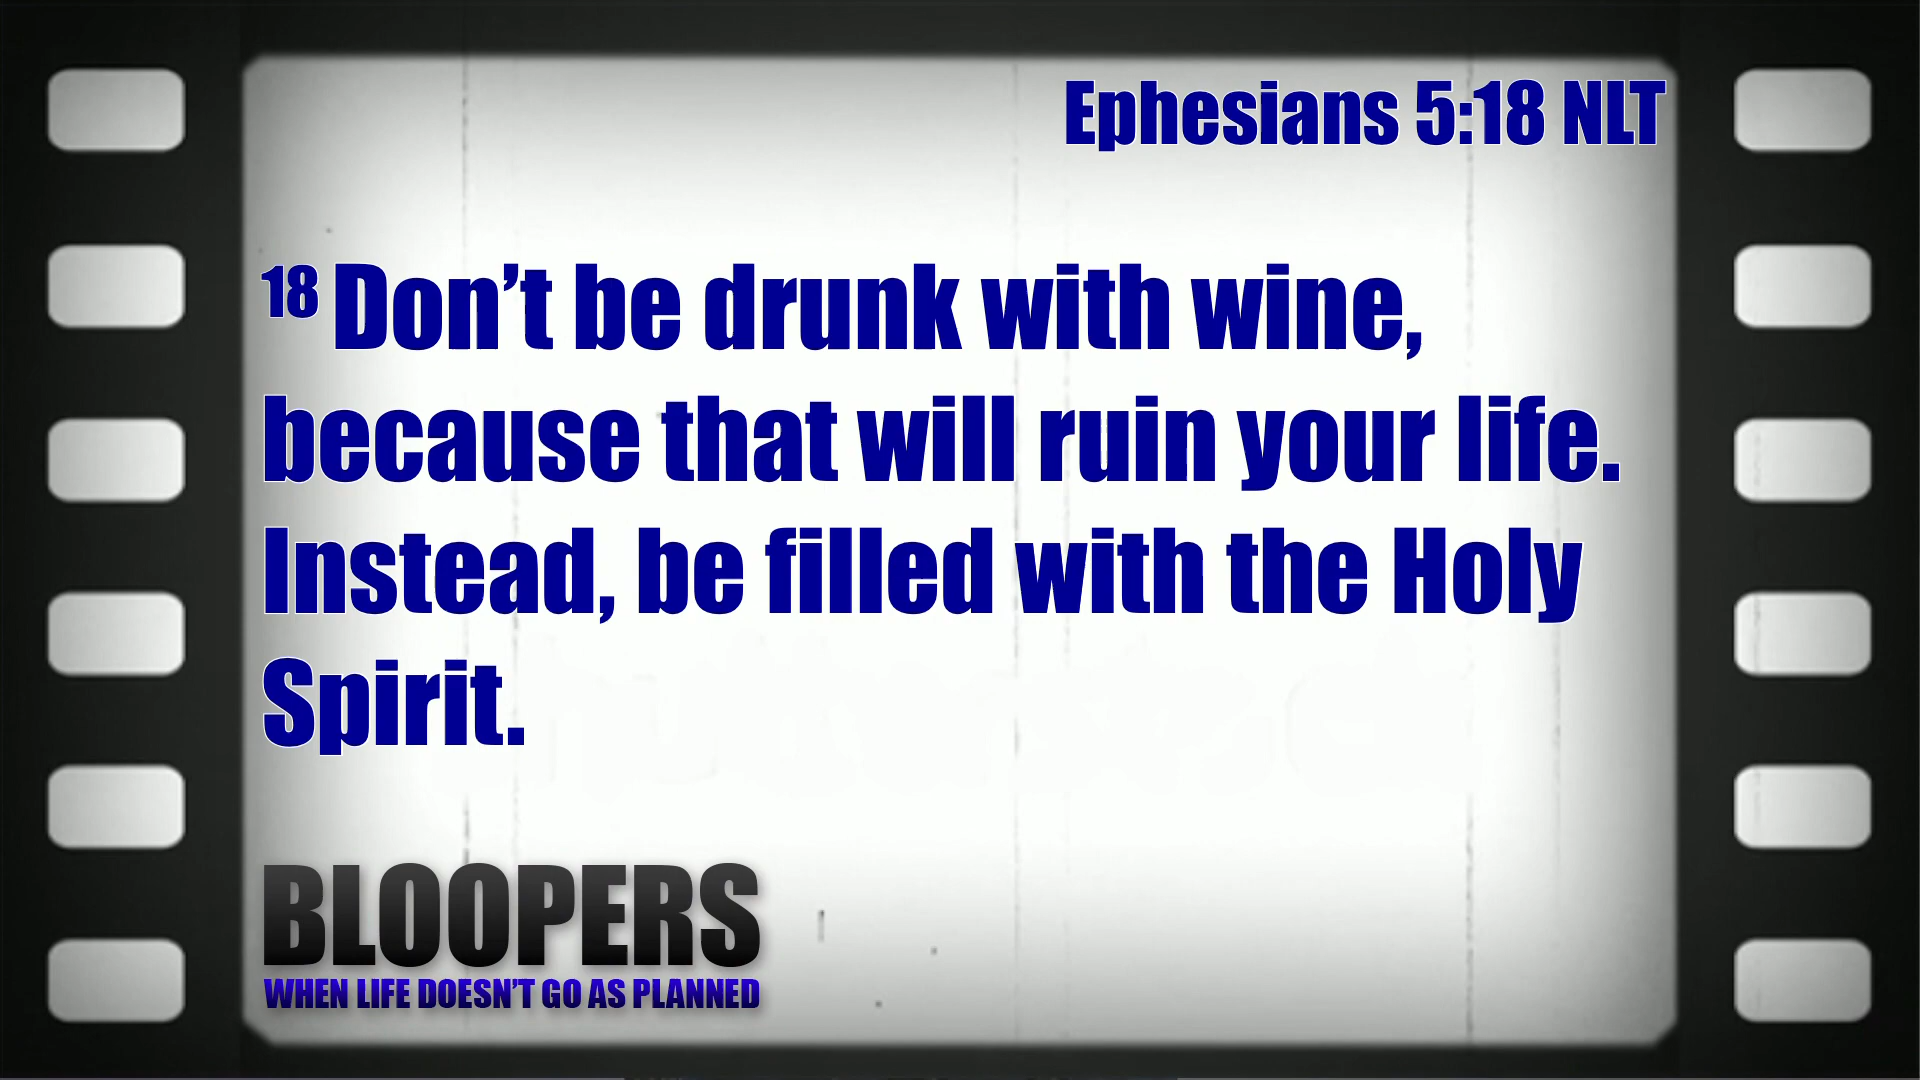 Ephesians 5:18 NLT
18 Don’t be drunk with wine,
because that will ruin your life.
Instead, be filled with the Holy
Spirit.
BLOOPERS
WHEN LIFE DOESN’T GO AS PLANNED